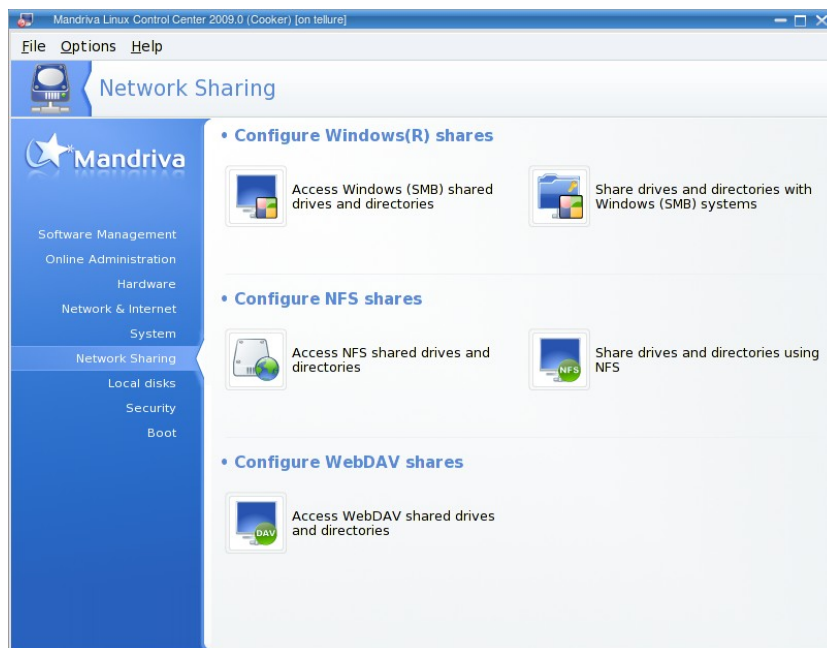 Mandriva Linux Control Center 2009.0 (Cooker) [on tellure]
File Options Help
Network Sharing
Mandriva
Software Management
Online Administration
Hardware
Network & Internet
System
Network Sharing
Local disks
Security
Boot
• Configure Windows(R) shares
Access Windows (SMB) shared
drives and directories
Share drives and directories with
Windows (SMB) systems
• Configure NFS shares
Access NFS shared drives and
directories
NFS
Share drives and directories using
NFS
• Configure WebDAV shares
DAV
Access WebDAV shared drives
and directories